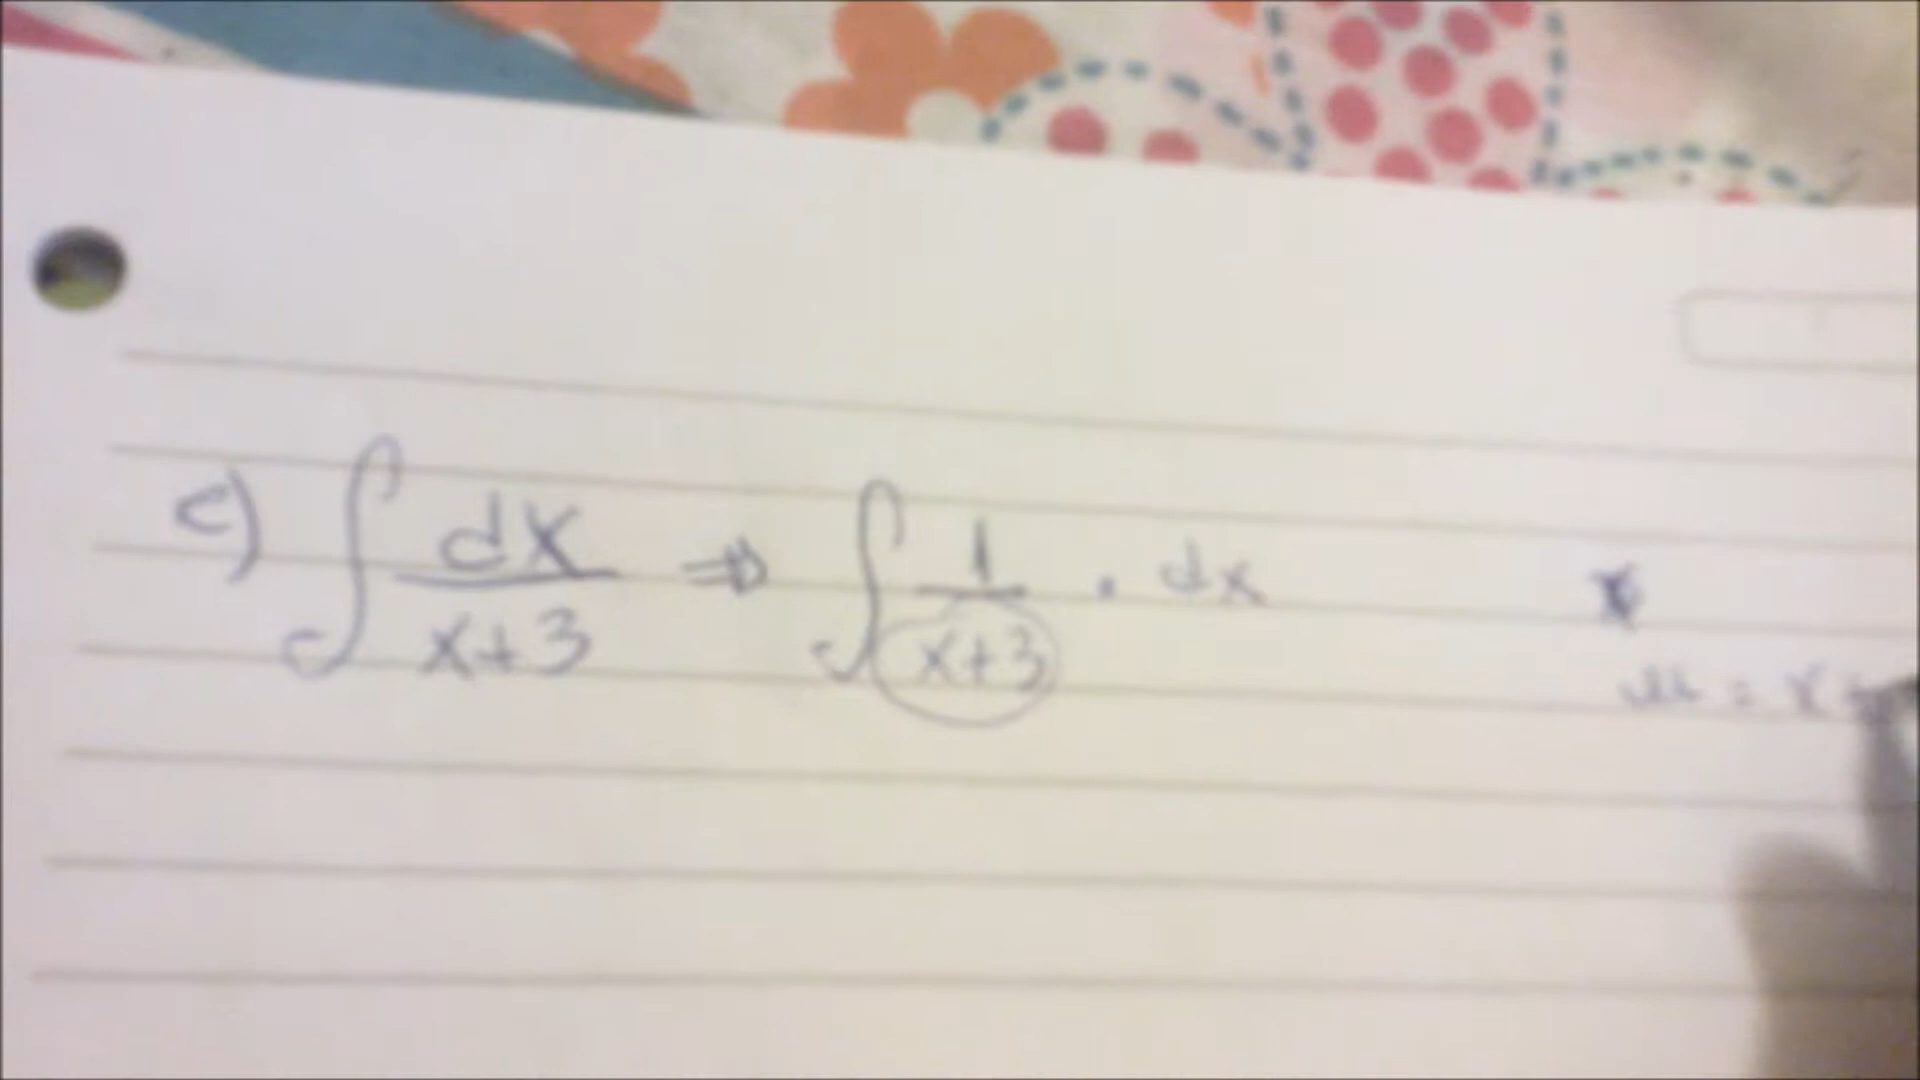 c) ∫ dx/(x+3) ⇒ ∫ 1/(x+3) · dx
u = x+